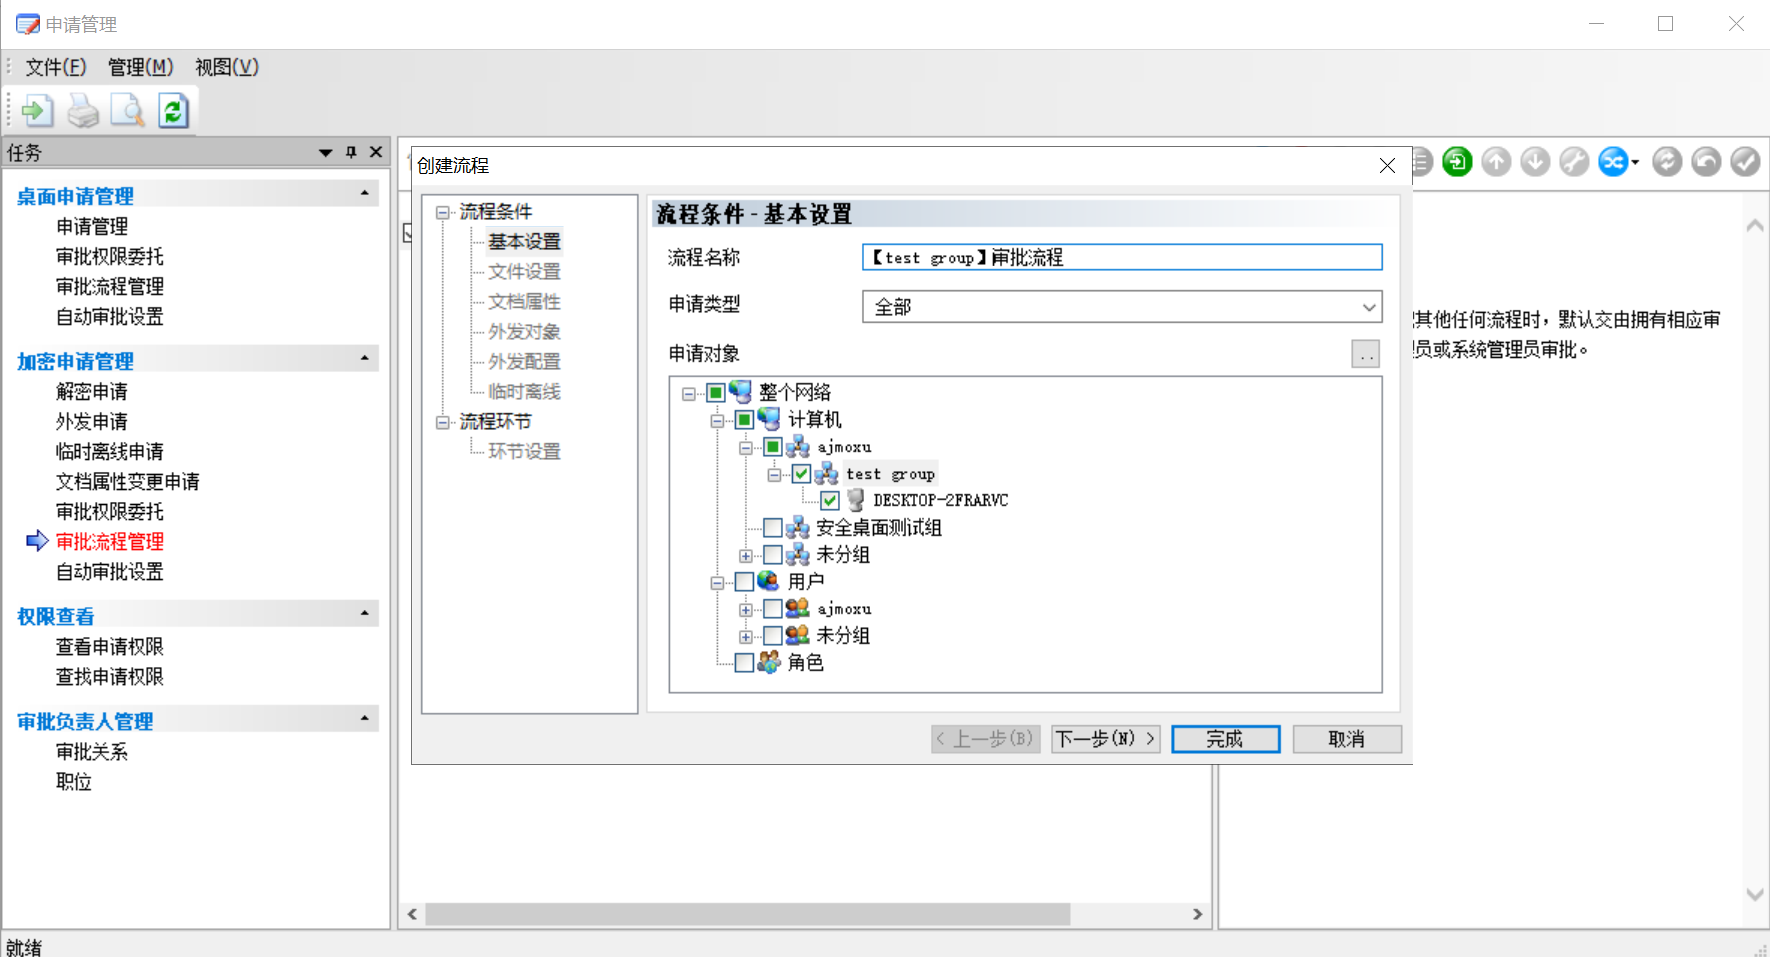 申请管理
文件(F) 管理(M) 视图(V)
任务
桌面申请管理
申请管理
审批权限委托
审批流程管理
自动审批设置
加密申请管理
解密申请
外发申请
临时离线申请
文档属性变更申请
审批权限委托
审批流程管理
自动审批设置
权限查看
查看申请权限
查找申请权限
审批负责人管理
审批关系
职位
创建流程
流程条件
基本设置
文件设置
文档属性
外发对象
外发配置
临时离线
流程环节
环节设置
流程条件 - 基本设置
流程名称 【test group】审批流程
申请类型 全部
申请对象 ..
整个网络
计算机
ajmoxu
test group
DESKTOP-2FRARVC
安全桌面测试组
未分组
用户
ajmoxu
未分组
角色
< 上一步(B) 下一步(N) > 完成 取消
其他任何流程时，默认交由拥有相应审
员或系统管理员审批。
就绪